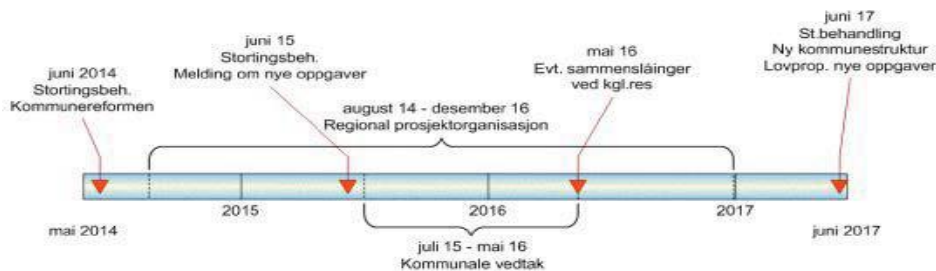 juni 2014
Stortingsbeh.
Kommunereformen
juni 15
Stortingsbeh.
Melding om nye oppgaver
august 14 - desember 16
Regional prosjektorganisasjon
mai 16
Evt. sammenslåinger
ved kgl.res
juni 17
St.behandling
Ny kommunestruktur
Lovprop. nye oppgaver
2015
2016
2017
mai 2014
juni 2017
juli 15 - mai 16
Kommunale vedtak